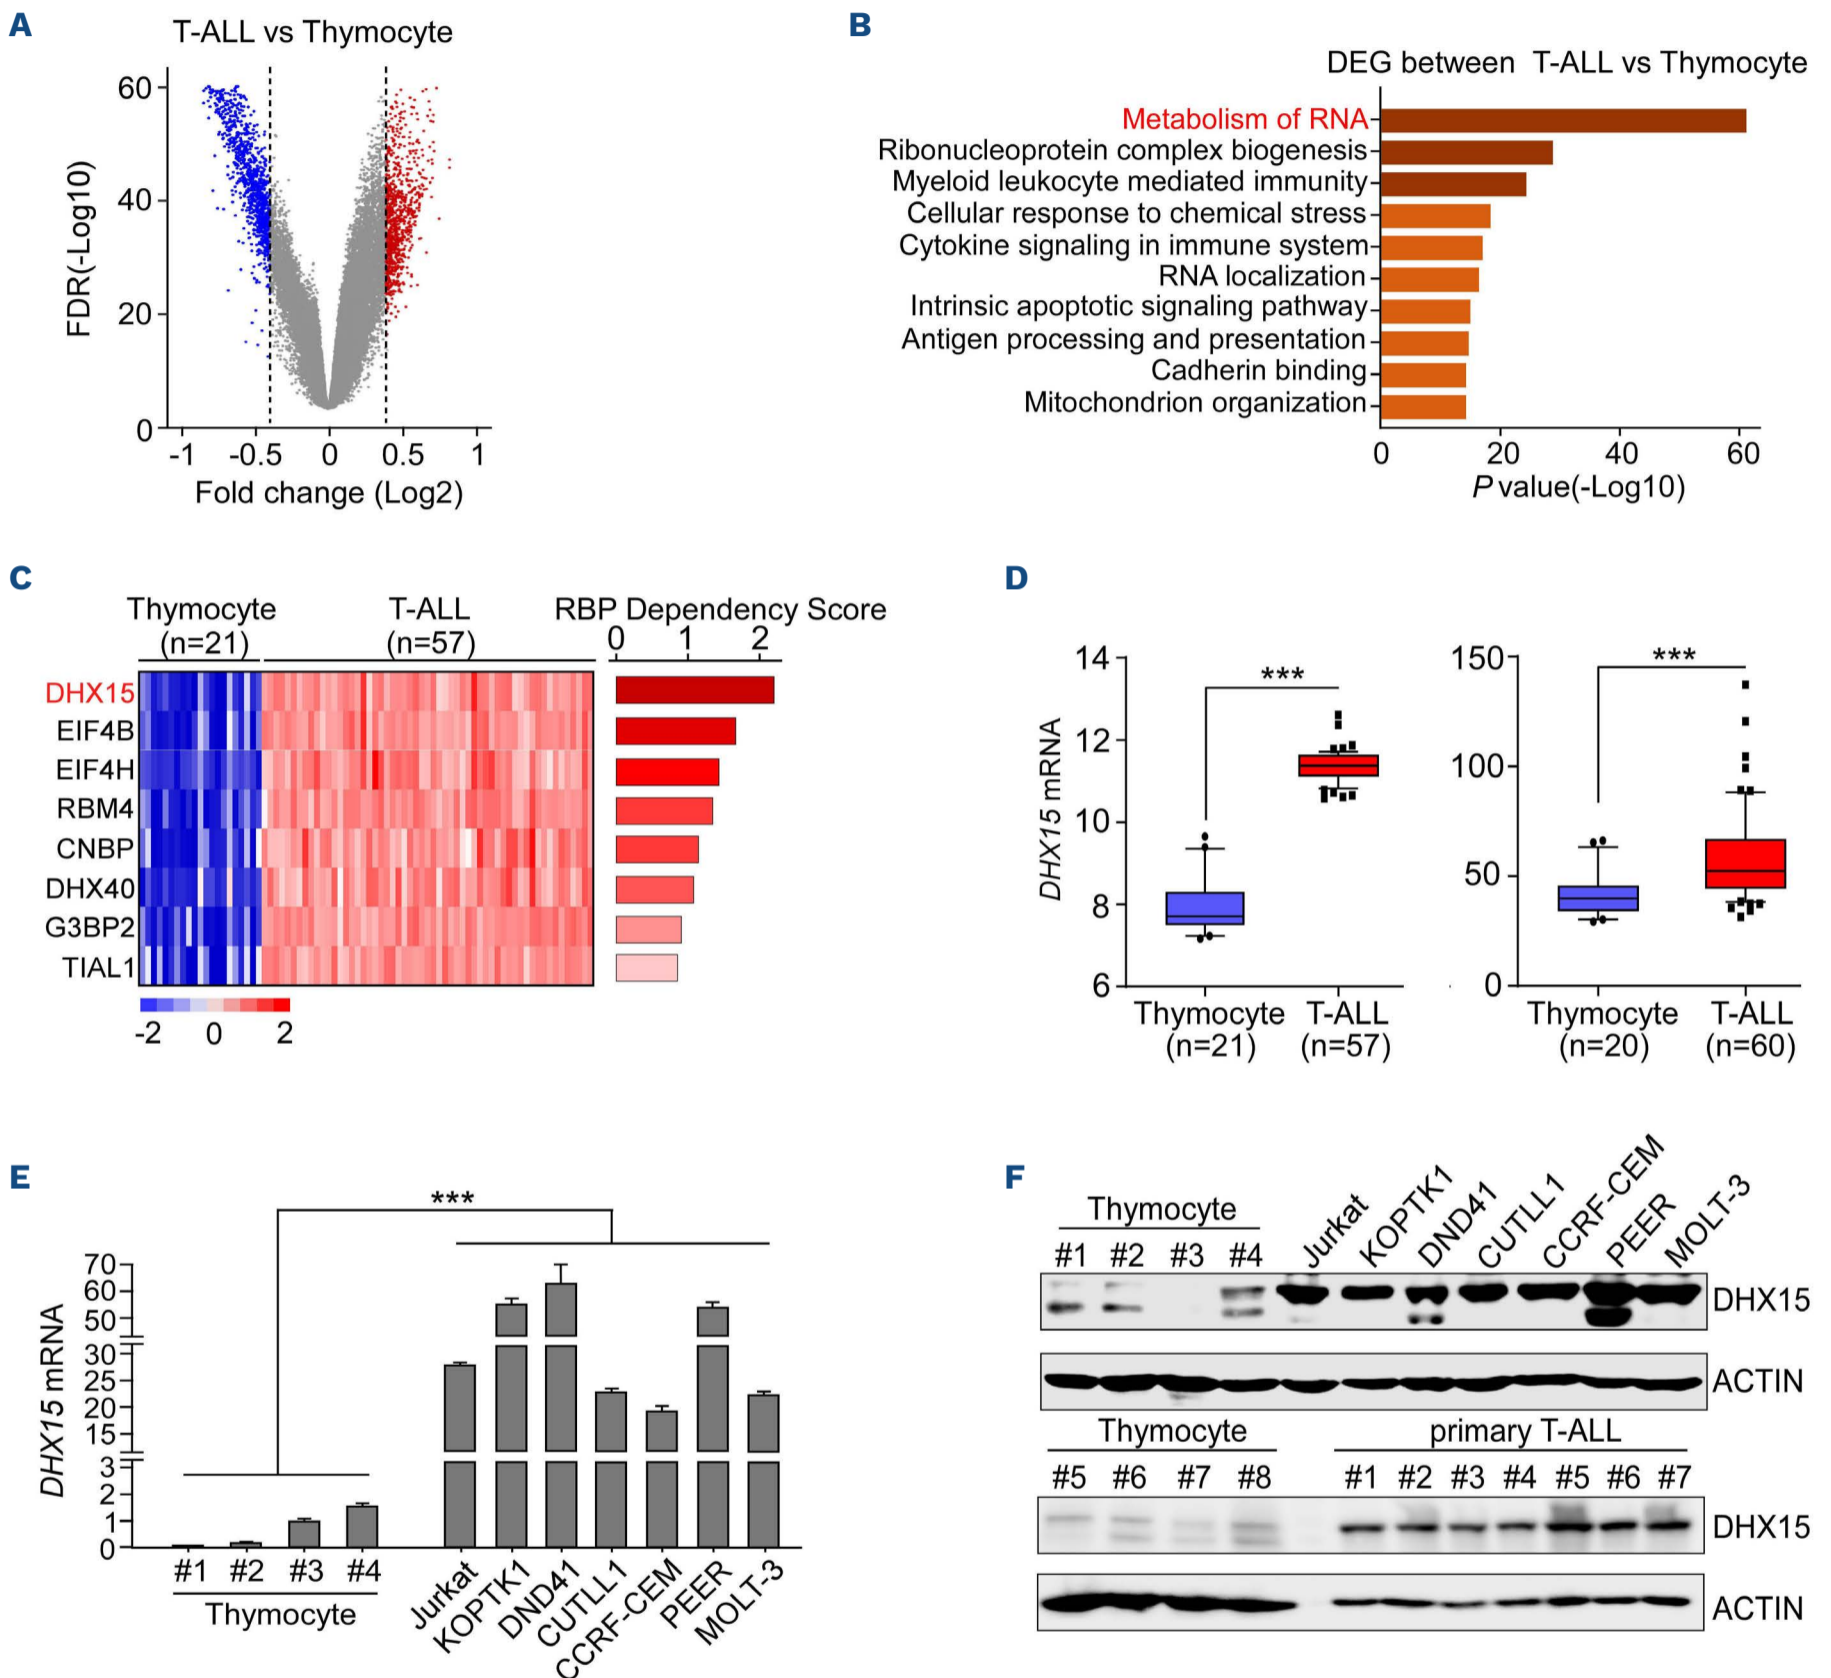 A
T-ALL vs Thymocyte
FDR(-Log10)
60
40
20
0
-1 -0.5 0 0.5 1
Fold change (Log2)
B
DEG between T-ALL vs Thymocyte
Metabolism of RNA
Ribonucleoprotein complex biogenesis
Myeloid leukocyte mediated immunity
Cellular response to chemical stress
Cytokine signaling in immune system
RNA localization
Intrinsic apoptotic signaling pathway
Antigen processing and presentation
Cadherin binding
Mitochondrion organization
0 20 40 60
P value(-Log10)
C
Thymocyte T-ALL RBP Dependency Score
(n=21) (n=57)
0 1 2
DHX15
EIF4B
EIF4H
RBM4
CNBP
DHX40
G3BP2
TIAL1
-2 0 2
D
DHX15 mRNA
14
12
10
8
6
***
Thymocyte T-ALL
(n=21) (n=57)
150
100
50
0
***
Thymocyte T-ALL
(n=20) (n=60)
E
***
DHX15 mRNA
70
60
50
30
25
20
15
3
2
1
0
#1 #2 #3 #4
Thymocyte
Jurkat
KOPTK1
DND41
CUTLL1
CCRF-CEM
PEER
MOLT-3
F
Thymocyte
#1 #2 #3 #4
Jurkat
KOPTK1
DND41
CUTLL1
CCRF-CEM
PEER
MOLT-3
DHX15
ACTIN
Thymocyte primary T-ALL
#5 #6 #7 #8 #1 #2 #3 #4 #5 #6 #7
DHX15
ACTIN